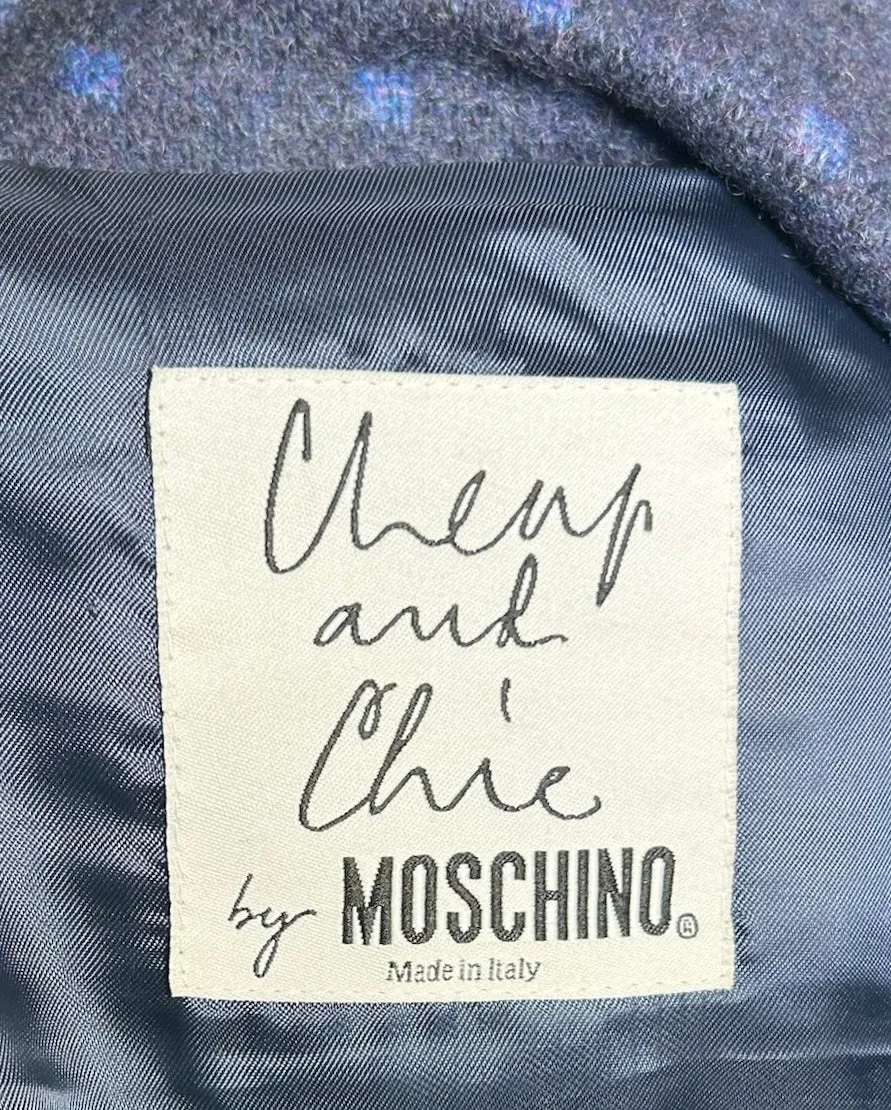 Cheap
and
Chic
by MOSCHINO®
Made in Italy